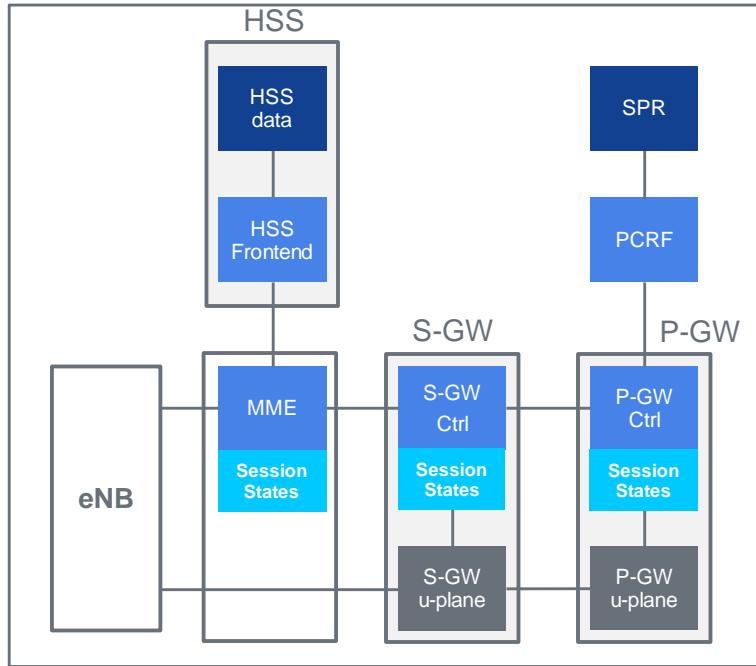 HSS
HSS
data
SPR
HSS
Frontend
PCRF
S-GW
P-GW
eNB
MME
Session
States
S-GW
Ctrl
Session
States
P-GW
Ctrl
Session
States
S-GW
u-plane
P-GW
u-plane